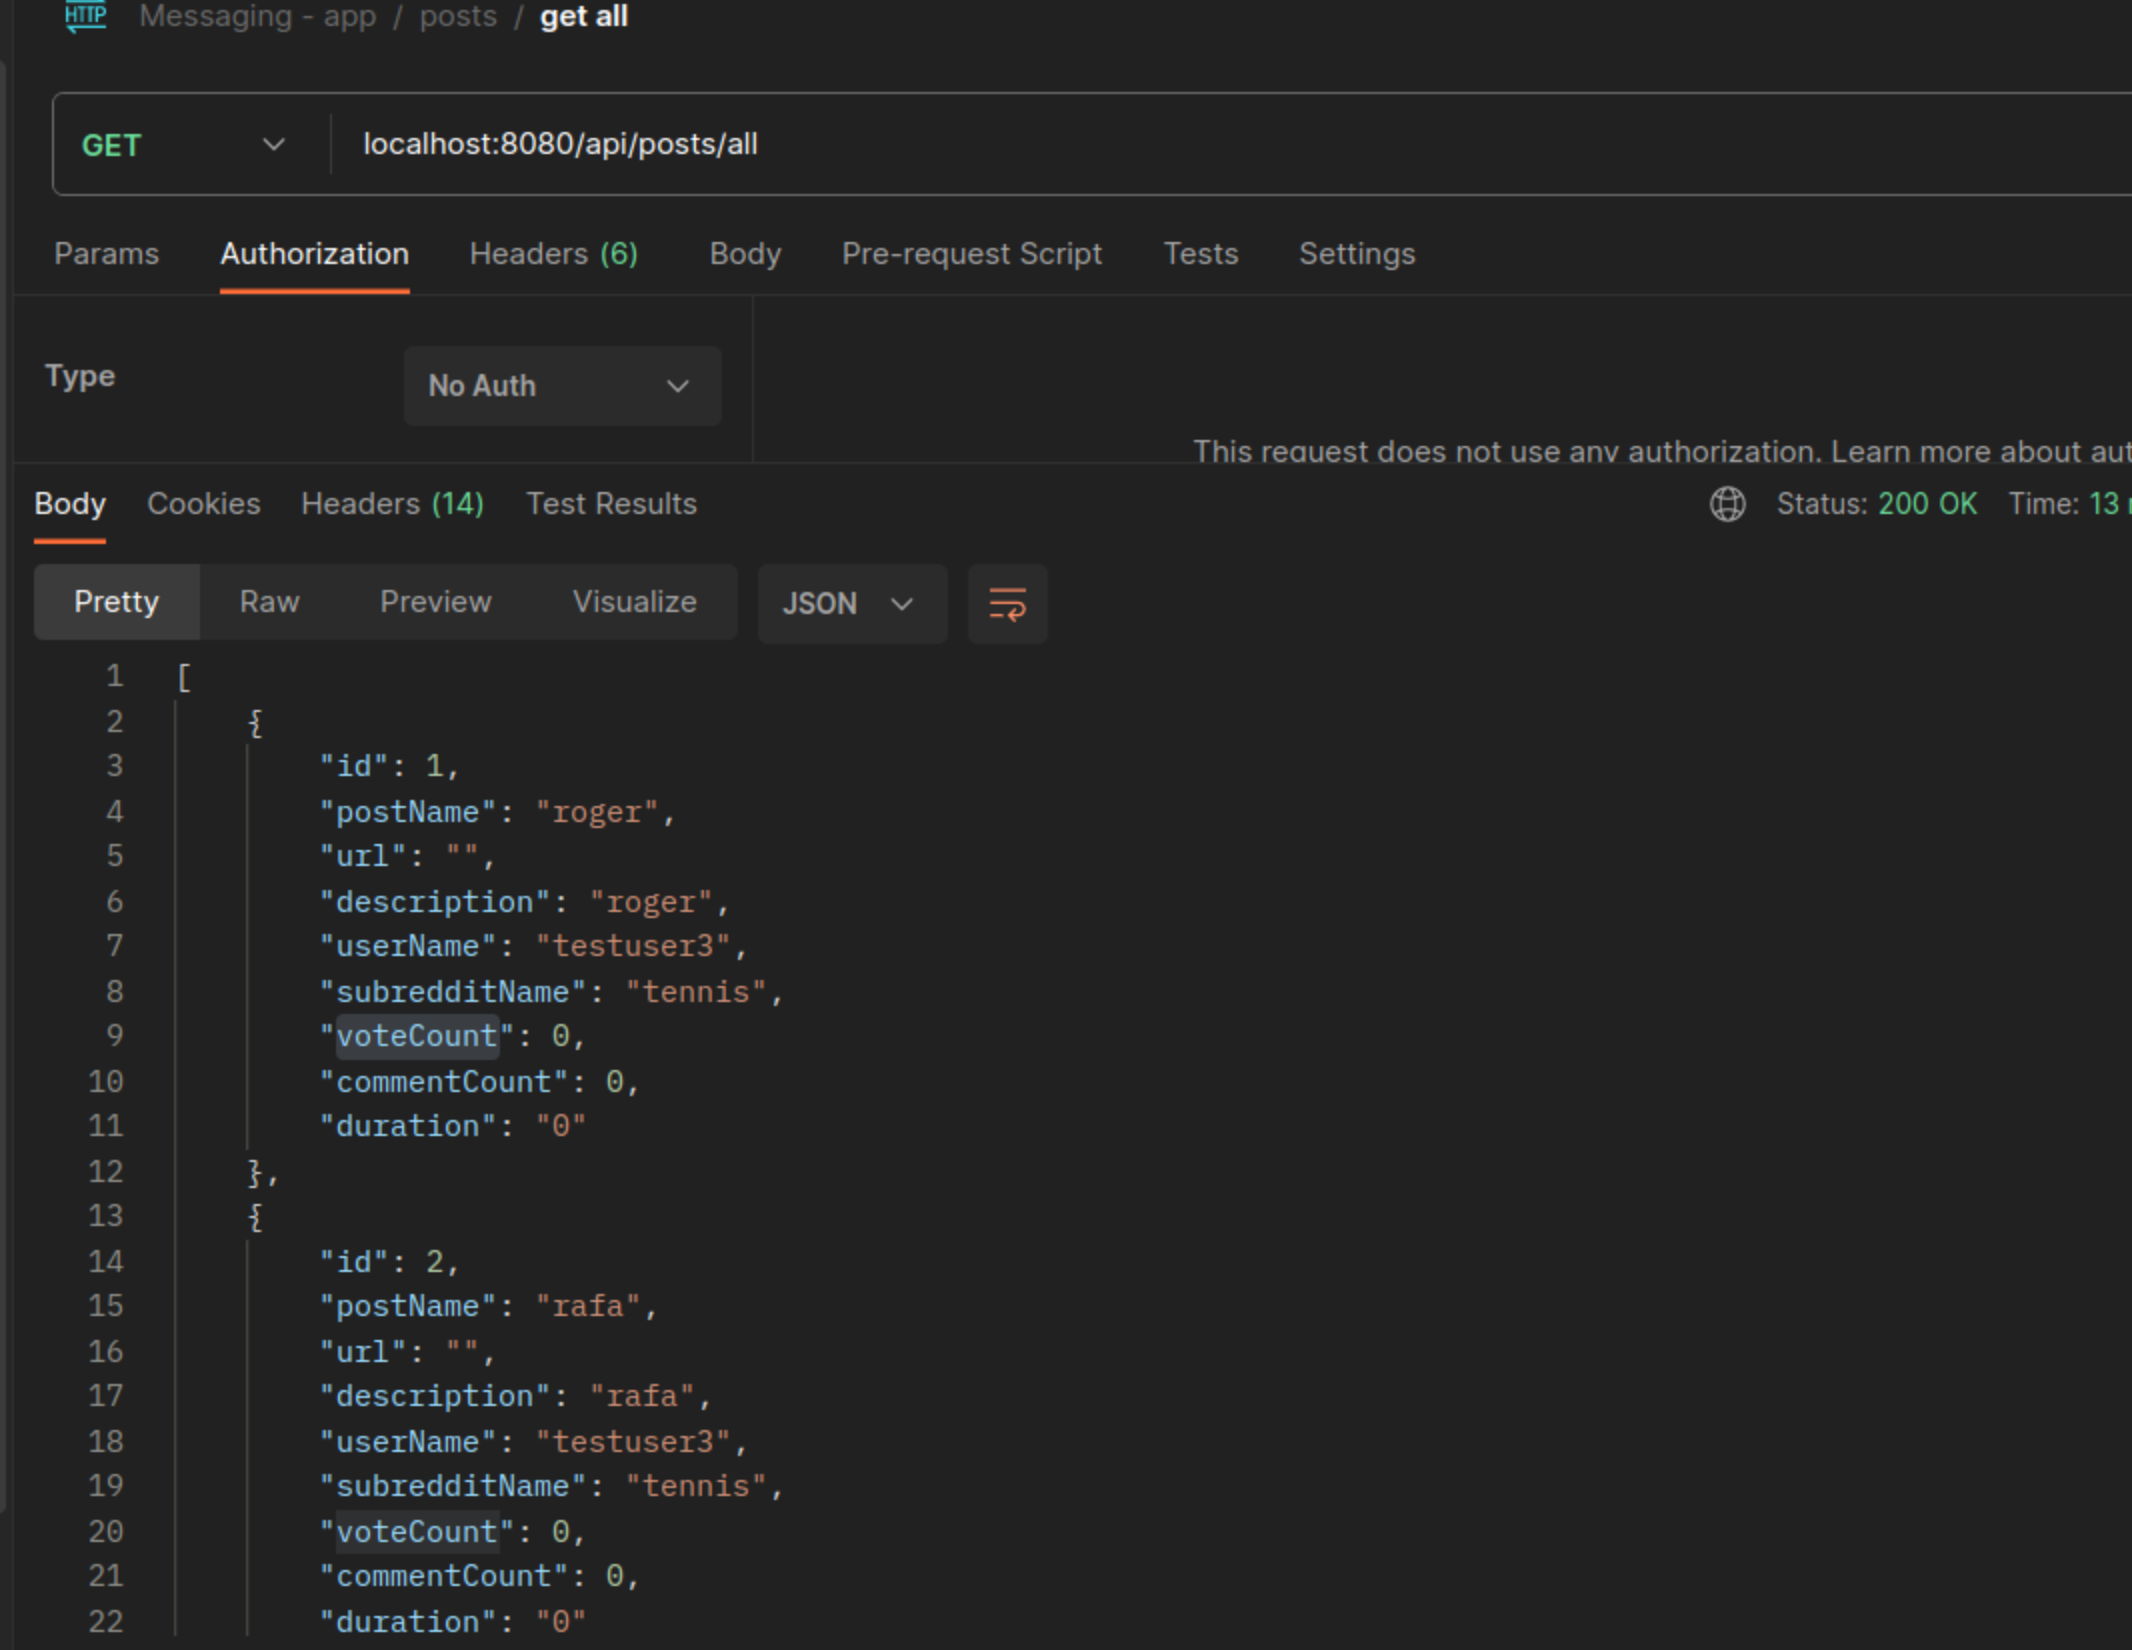 HTTP Messaging - app / posts / get all
GET localhost:8080/api/posts/all
Params Authorization Headers (6) Body Pre-request Script Tests Settings
Type No Auth
This request does not use any authorization. Learn more about
Body Cookies Headers (14) Test Results Status: 200 OK Time: 13
Pretty Raw Preview Visualize JSON
1 [
2 {
3 "id": 1,
4 "postName": "roger",
5 "url": "",
6 "description": "roger",
7 "userName": "testuser3",
8 "subredditName": "tennis",
9 "voteCount": 0,
10 "commentCount": 0,
11 "duration": "0"
12 },
13 {
14 "id": 2,
15 "postName": "rafa",
16 "url": "",
17 "description": "rafa",
18 "userName": "testuser3",
19 "subredditName": "tennis",
20 "voteCount": 0,
21 "commentCount": 0,
22 "duration": "0"